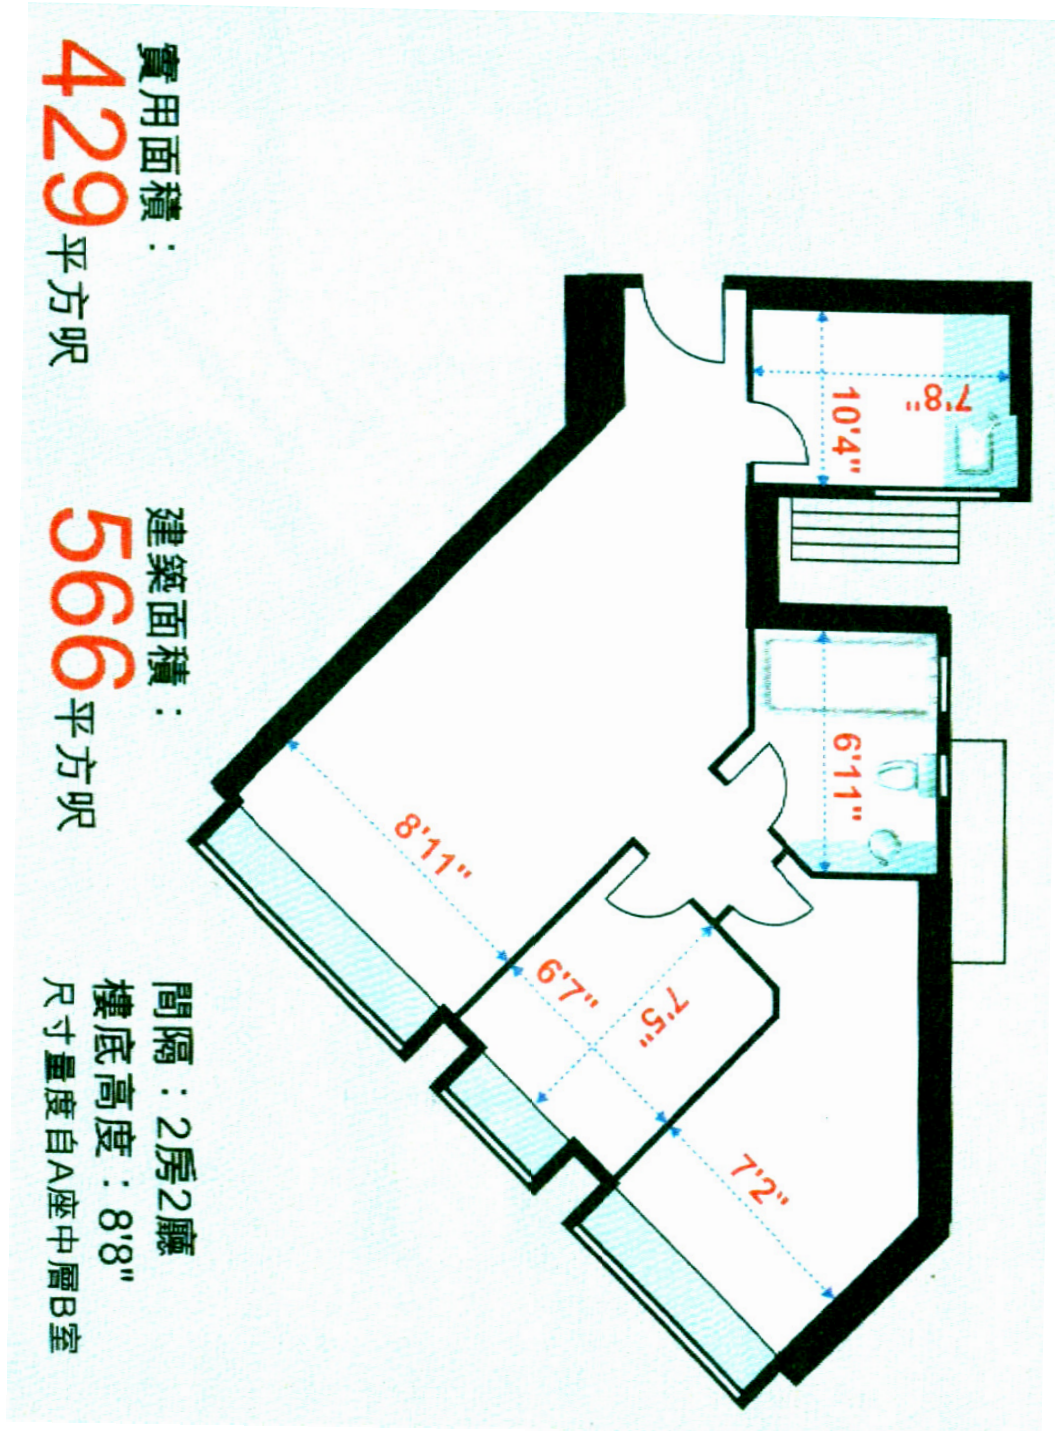 實用面積：
429平方呎
建築面積：
566平方呎
間隔：2房2廳
樓底高度：8'8"
尺寸量度自A座中層B室
7'8"
10'4"
6'11"
8'11"
6'7"
7'5"
7'2"